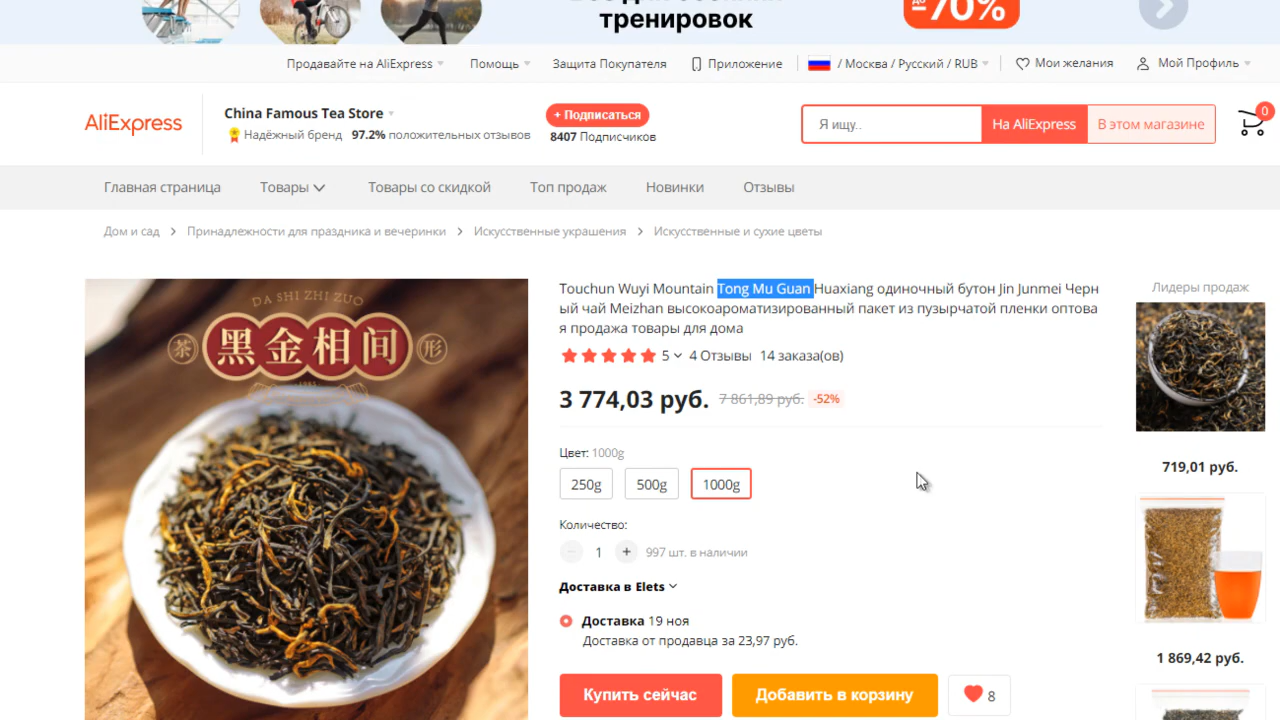 тренировок
-70%
Продавайте на AliExpress
Помощь
Защита Покупателя
Приложение
/ Москва / Русский / RUB
Мои желания
Мой Профиль
AliExpress
China Famous Tea Store
Надёжный бренд 97.2% положительных отзывов
+ Подписаться
8407 Подписчиков
Я ищу..
На AliExpress
В этом магазине
0
Главная страница
Товары
Товары со скидкой
Топ продаж
Новинки
Отзывы
Дом и сад > Принадлежности для праздника и вечеринки > Искусственные украшения > Искусственные и сухие цветы
DA SHI ZHI ZUO
茶 黑金相间 形
Touchun Wuyi Mountain Tong Mu Guan Huaxiang одиночный бутон Jin Junmei Черн
ый чай Meizhan высокоароматизированный пакет из пузырчатой пленки оптова
я продажа товары для дома
5 4 Отзывы 14 заказа(ов)
3 774,03 руб. 7 861,89 руб. -52%
Цвет: 1000g
250g 500g 1000g
Количество:
1 + 997 шт. в наличии
Доставка в Elets
Доставка 19 ноя
Доставка от продавца за 23,97 руб.
Купить сейчас
Добавить в корзину
8
Лидеры продаж
719,01 руб.
1 869,42 руб.